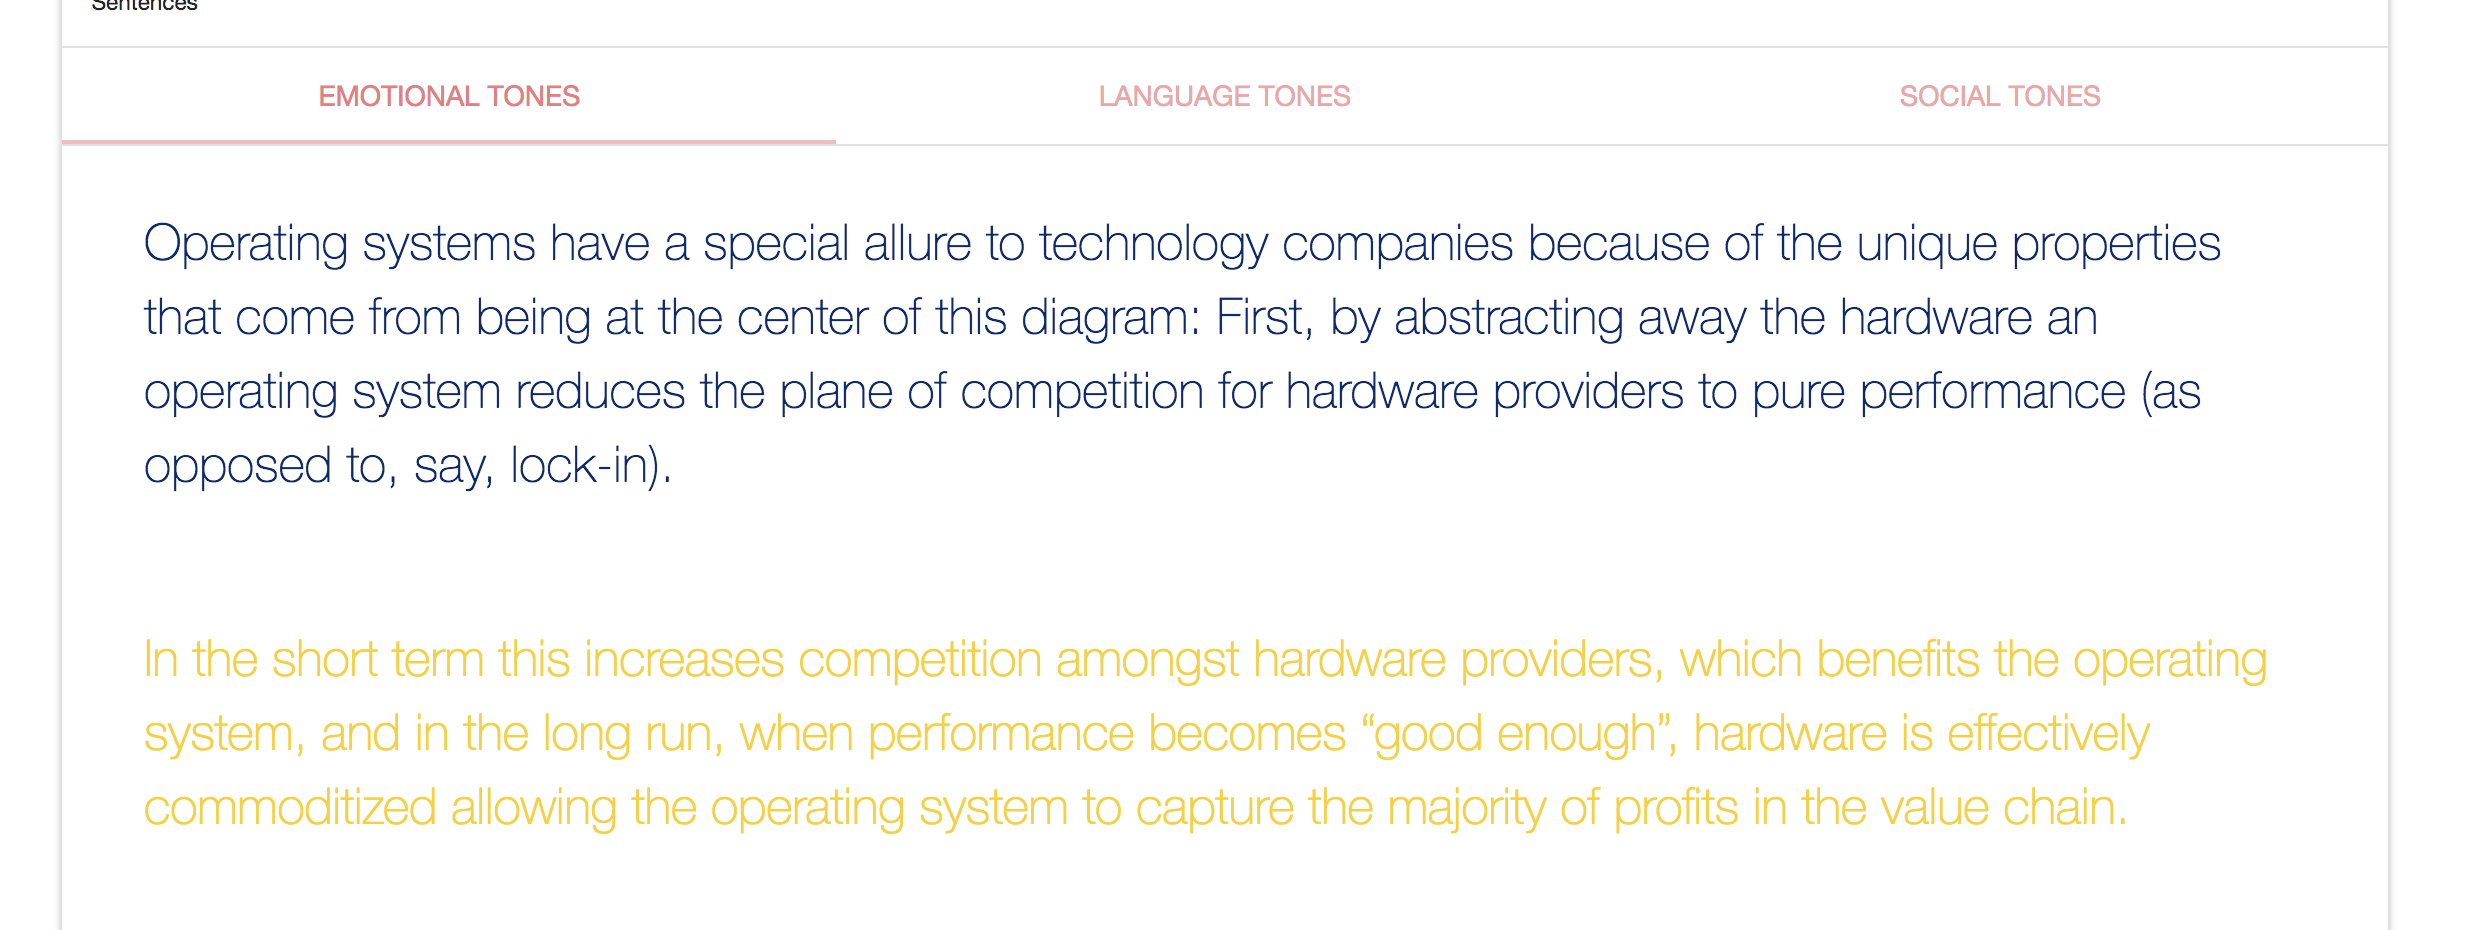 Sentences
EMOTIONAL TONES
LANGUAGE TONES
SOCIAL TONES
Operating systems have a special allure to technology companies because of the unique properties
that come from being at the center of this diagram: First, by abstracting away the hardware an
operating system reduces the plane of competition for hardware providers to pure performance (as
opposed to, say, lock-in).
In the short term this increases competition amongst hardware providers, which benefits the operating
system, and in the long run, when performance becomes “good enough”, hardware is effectively
commoditized allowing the operating system to capture the majority of profits in the value chain.